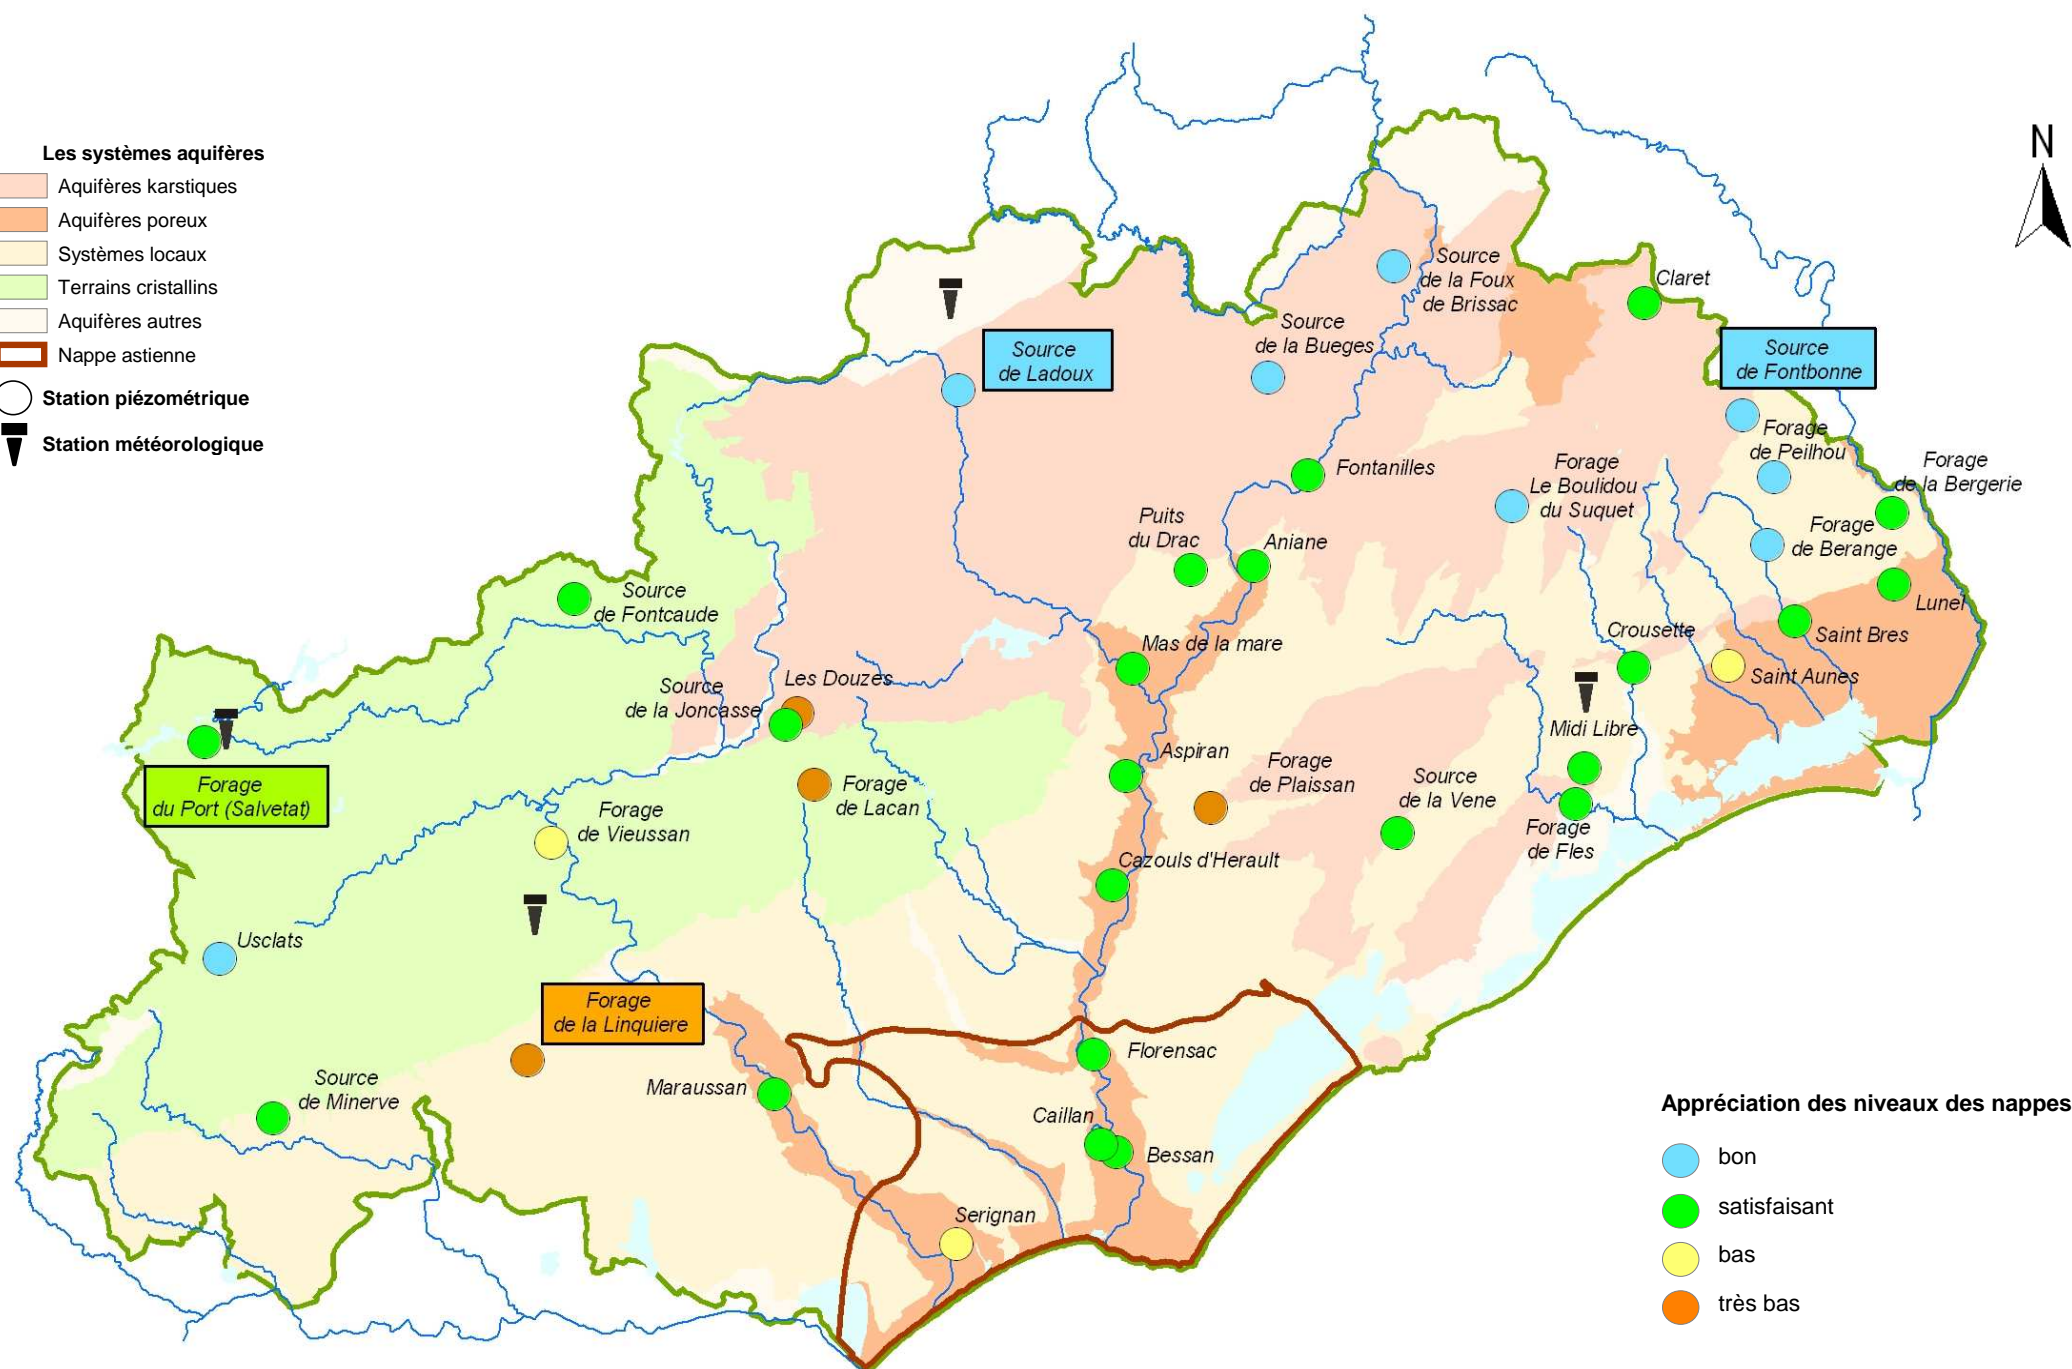 Les systèmes aquifères
Aquifères karstiques
Aquifères poreux
Systèmes locaux
Terrains cristallins
Aquifères autres
Nappe astienne
Station piézométrique
Station météorologique
N
Source
de la Foux
de Brissac
Claret
Source
de la Bueges
Source
de Ladoux
Source
de Fontbonne
Forage
de Peilhou
Forage
de la Bergerie
Fontanilles
Forage
Le Boulidou
du Suquet
Puits
du Drac
Aniane
Forage
de Berange
Source
de Fontcaude
Lunel
Saint Bres
Crousette
Mas de la mare
Saint Aunes
Les Douzes
Source
de la Joncasse
Midi Libre
Aspiran
Forage
de Plaissan
Source
de la Vene
Forage
du Port (Salvetat)
Forage
de Lacan
Forage
de Vieussan
Forage
de Fles
Cazouls d'Herault
Usclats
Forage
de la Linquiere
Florensac
Source
de Minerve
Maraussan
Caillan
Bessan
Serignan
Appréciation des niveaux des nappes
bon
satisfaisant
bas
très bas